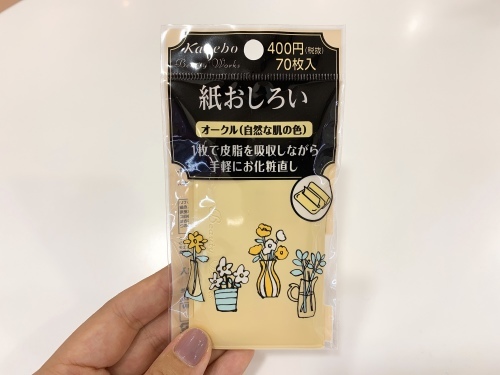 Kanebo
Beauty Works
400円(税抜)
70枚入
紙おしろい
オークル(自然な肌の色)
1枚で皮脂を吸収しながら
手軽にお化粧直し